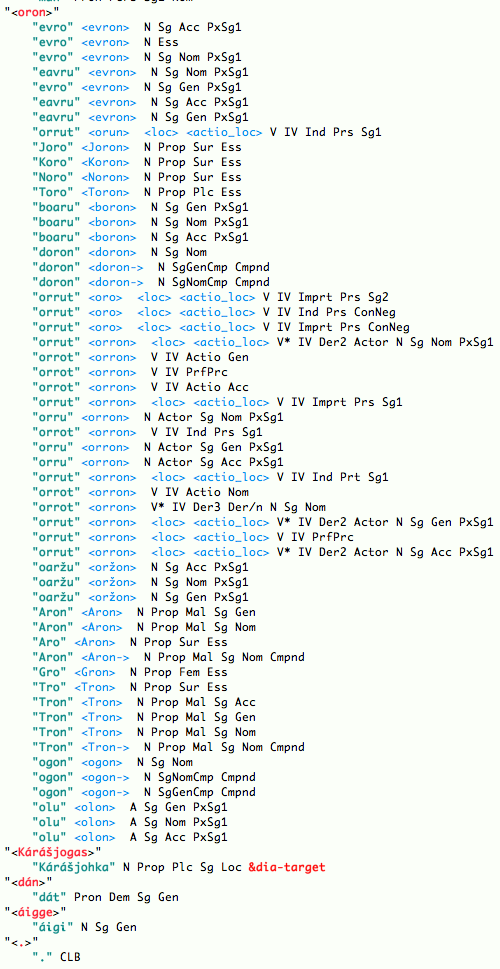 "<oron>"
"evro" <evron> N Sg Acc PxSg1
"evro" <evron> N Ess
"evro" <evron> N Sg Nom PxSg1
"eavru" <evron> N Sg Nom PxSg1
"evro" <evron> N Sg Gen PxSg1
"eavru" <evron> N Sg Acc PxSg1
"eavru" <evron> N Sg Gen PxSg1
"orrut" <orun> <loc> <actio_loc> V IV Ind Prs Sg1
"Joro" <Joron> N Prop Sur Ess
"Koro" <Koron> N Prop Sur Ess
"Noro" <Noron> N Prop Sur Ess
"Toro" <Toron> N Prop Plc Ess
"boaru" <boron> N Sg Gen PxSg1
"boaru" <boron> N Sg Nom PxSg1
"boaru" <boron> N Sg Acc PxSg1
"doron" <doron> N Sg Nom
"doron" <doron-> N SgGenCmp Cmpnd
"doron" <doron-> N SgNomCmp Cmpnd
"orrut" <oro> <loc> <actio_loc> V IV Imprt Prs Sg2
"orrut" <oro> <loc> <actio_loc> V IV Ind Prs ConNeg
"orrut" <oro> <loc> <actio_loc> V IV Imprt Prs ConNeg
"orrut" <orron> <loc> <actio_loc> V* IV Der2 Actor N Sg Nom PxSg1
"orrot" <orron> V IV Actio Gen
"orrot" <orron> V IV PrfPrc
"orrot" <orron> V IV Actio Acc
"orrut" <orron> <loc> <actio_loc> V IV Imprt Prs Sg1
"orru" <orron> N Actor Sg Nom PxSg1
"orrot" <orron> V IV Ind Prs Sg1
"orru" <orron> N Actor Sg Gen PxSg1
"orru" <orron> N Actor Sg Acc PxSg1
"orrut" <orron> <loc> <actio_loc> V IV Ind Prt Sg1
"orrot" <orron> V IV Actio Nom
"orrot" <orron> V* IV Der3 Der/n N Sg Nom
"orrut" <orron> <loc> <actio_loc> V* IV Der2 Actor N Sg Gen PxSg1
"orrut" <orron> <loc> <actio_loc> V IV PrfPrc
"orrut" <orron> <loc> <actio_loc> V* IV Der2 Actor N Sg Acc PxSg1
"oaržu" <oržon> N Sg Acc PxSg1
"oaržu" <oržon> N Sg Nom PxSg1
"oaržu" <oržon> N Sg Gen PxSg1
"Aron" <Aron> N Prop Mal Sg Gen
"Aron" <Aron> N Prop Mal Sg Nom
"Aro" <Aron> N Prop Sur Ess
"Aron" <Aron-> N Prop Mal Sg Nom Cmpnd
"Gro" <Gron> N Prop Fem Ess
"Tro" <Tron> N Prop Sur Ess
"Tron" <Tron> N Prop Mal Sg Acc
"Tron" <Tron> N Prop Mal Sg Gen
"Tron" <Tron> N Prop Mal Sg Nom
"Tron" <Tron-> N Prop Mal Sg Nom Cmpnd
"ogon" <ogon> N Sg Nom
"ogon" <ogon-> N SgNomCmp Cmpnd
"ogon" <ogon-> N SgGenCmp Cmpnd
"olu" <olon> A Sg Gen PxSg1
"olu" <olon> A Sg Nom PxSg1
"olu" <olon> A Sg Acc PxSg1
"<Kárášjogas>"
"Kárášjohka" N Prop Plc Sg Loc &dia-target
"<dán>"
"dát" Pron Dem Sg Gen
"<áigge>"
"áigi" N Sg Gen
"<.>"
"." CLB